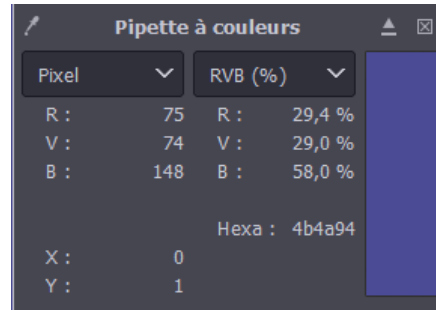 Pipette à couleurs
Pixel RVB (%)
R : 75 R : 29,4 %
V : 74 V : 29,0 %
B : 148 B : 58,0 %
Hexa : 4b4a94
X : 0
Y : 1